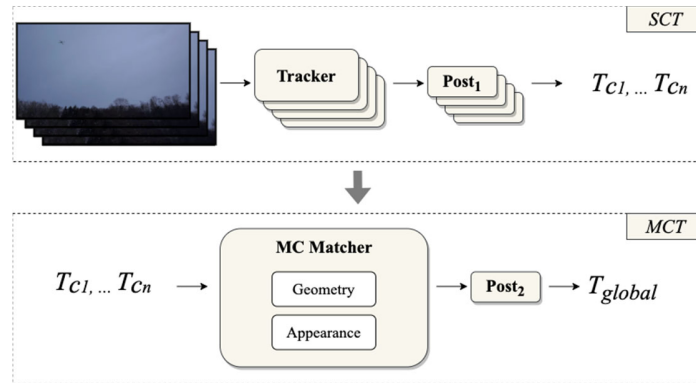 SCT
Tracker
Post1
Tc1, ... Tcn
MCT
MC Matcher
Tc1, ... Tcn
Geometry
Appearance
Post2
Tglobal